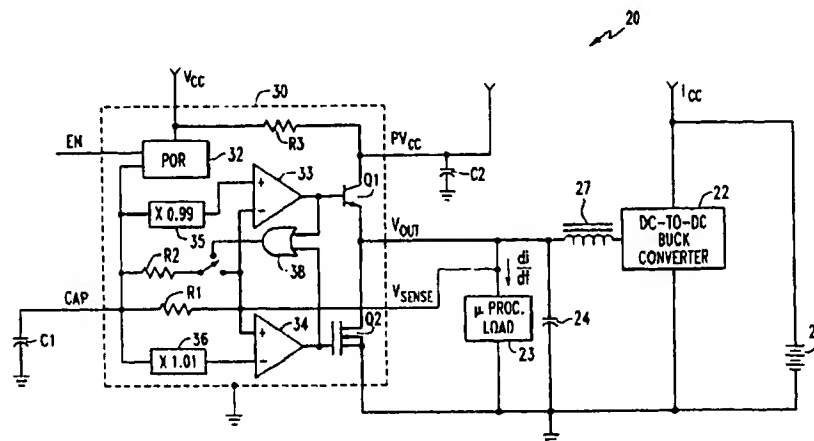 20
VCC
30
ICC
EN
R3
PVCC
POR
32
33
C2
22
Q1
27
X 0.99
35
VOUT
DC-TO-DC
BUCK
CONVERTER
R2
38
di
dt
CAP
R1
VSENSE
34
Q2
μ PROC.
LOAD
24
C1
36
X 1.01
23